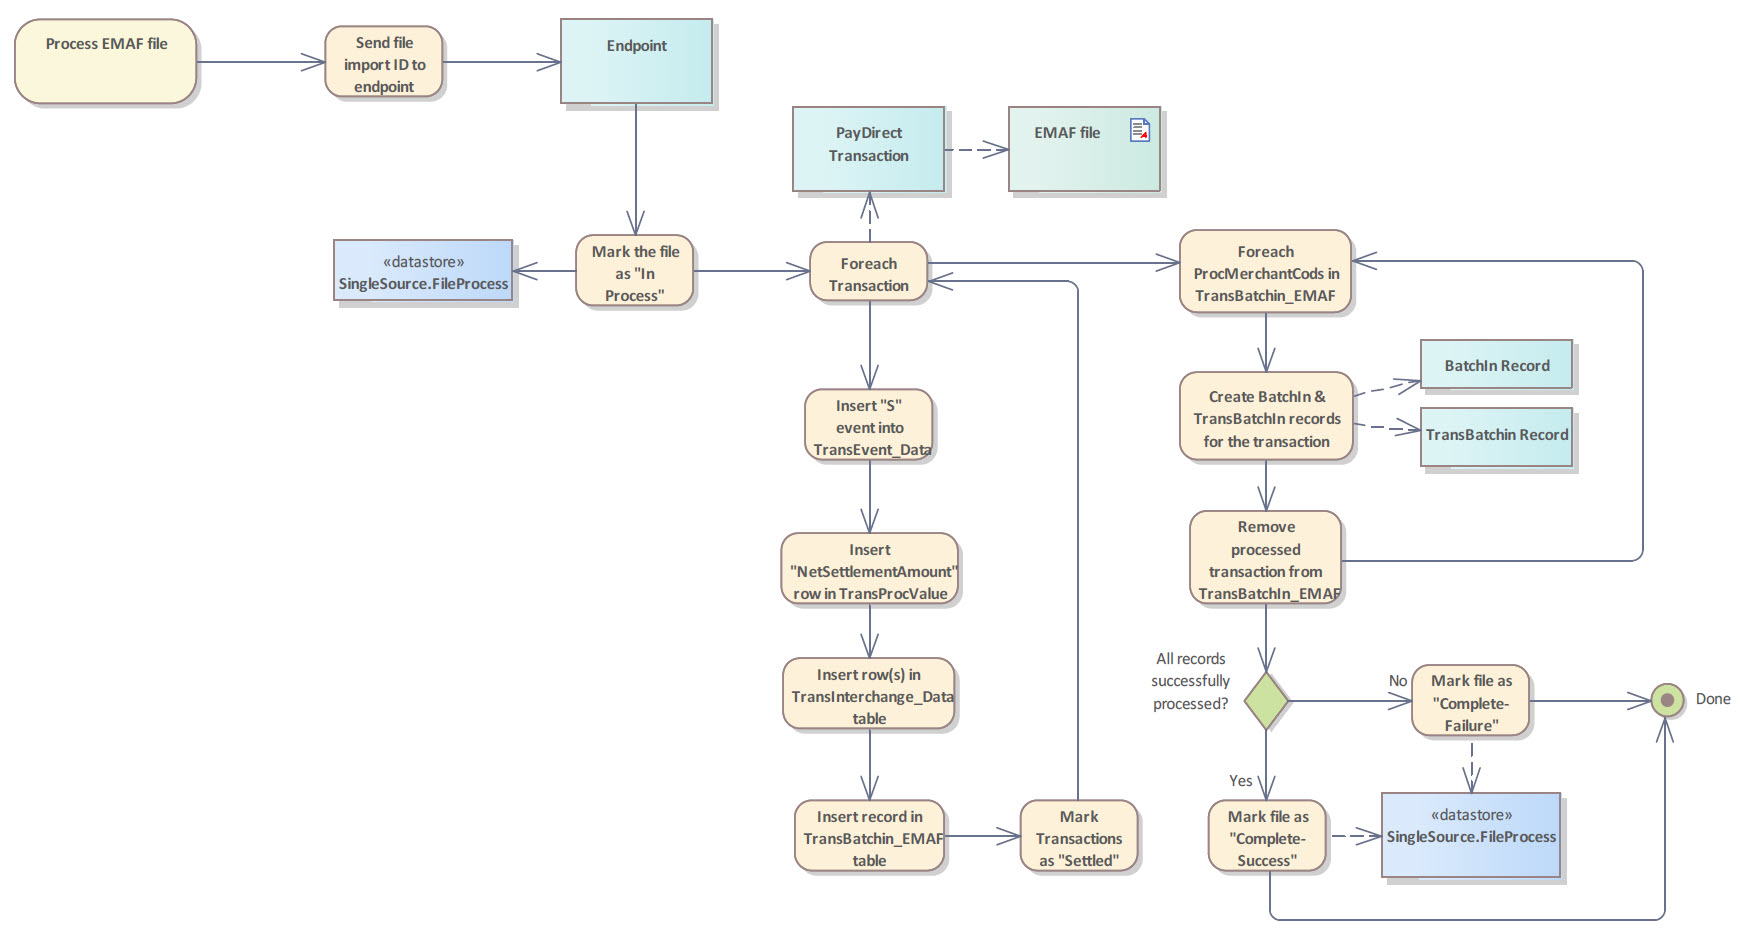 Process EMAF file
Send file
import ID to
endpoint
Endpoint
PayDirect
Transaction
EMAF file
«datastore»
SingleSource.FileProcess
Mark the file
as "In
Process"
Foreach
Transaction
Foreach
ProcMerchantCods in
TransBatchin_EMAF
BatchIn Record
Create BatchIn &
TransBatchIn records
for the transaction
TransBatchin Record
Insert "S"
event into
TransEvent_Data
Remove
processed
transaction from
TransBatchIn_EMAF
Insert
"NetSettlementAmount"
row in TransProcValue
Insert row(s) in
TransInterchange_Data
table
All records
successfully
processed?
No
Mark file as
"Complete-
Failure"
Done
Yes
Insert record in
TransBatchin_EMAF
table
Mark
Transactions
as "Settled"
Mark file as
"Complete-
Success"
«datastore»
SingleSource.FileProcess